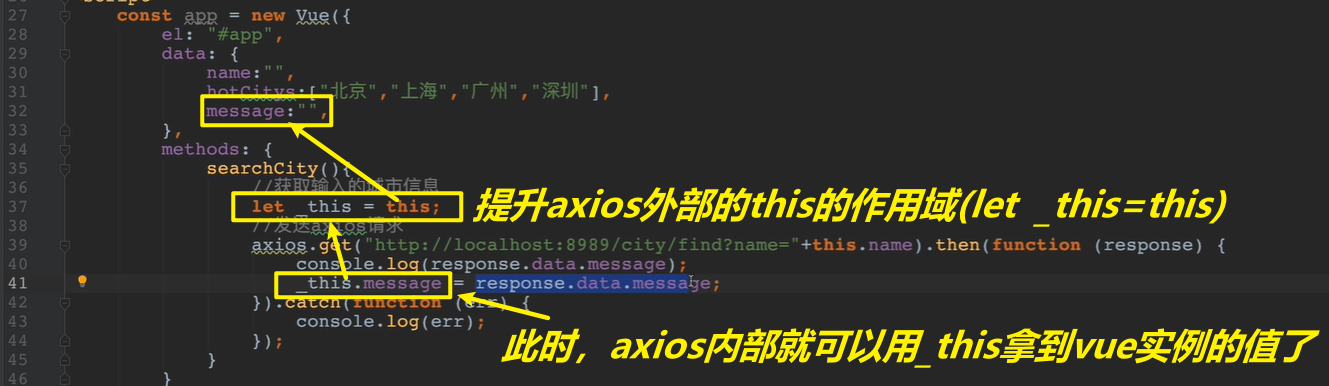 27 const app = new Vue({
28 el: "#app",
29 data: {
30 name:"",
31 hotCitys:["北京","上海","广州","深圳"],
32 message:"",
33 },
34 methods: {
35 searchCity(){
36 //获取输入的城市信息
37 let _this = this;
提升axios外部的this的作用域(let _this=this)
38 //发送axios请求
39 axios.get("http://localhost:8989/city/find?name="+this.name).then(function (response) {
40 console.log(response.data.message);
41 _this.message = response.data.message;
42 }).catch(function (err) {
43 console.log(err);
此时，axios内部就可以用_this拿到vue实例的值了
44 });
45 }
46 }